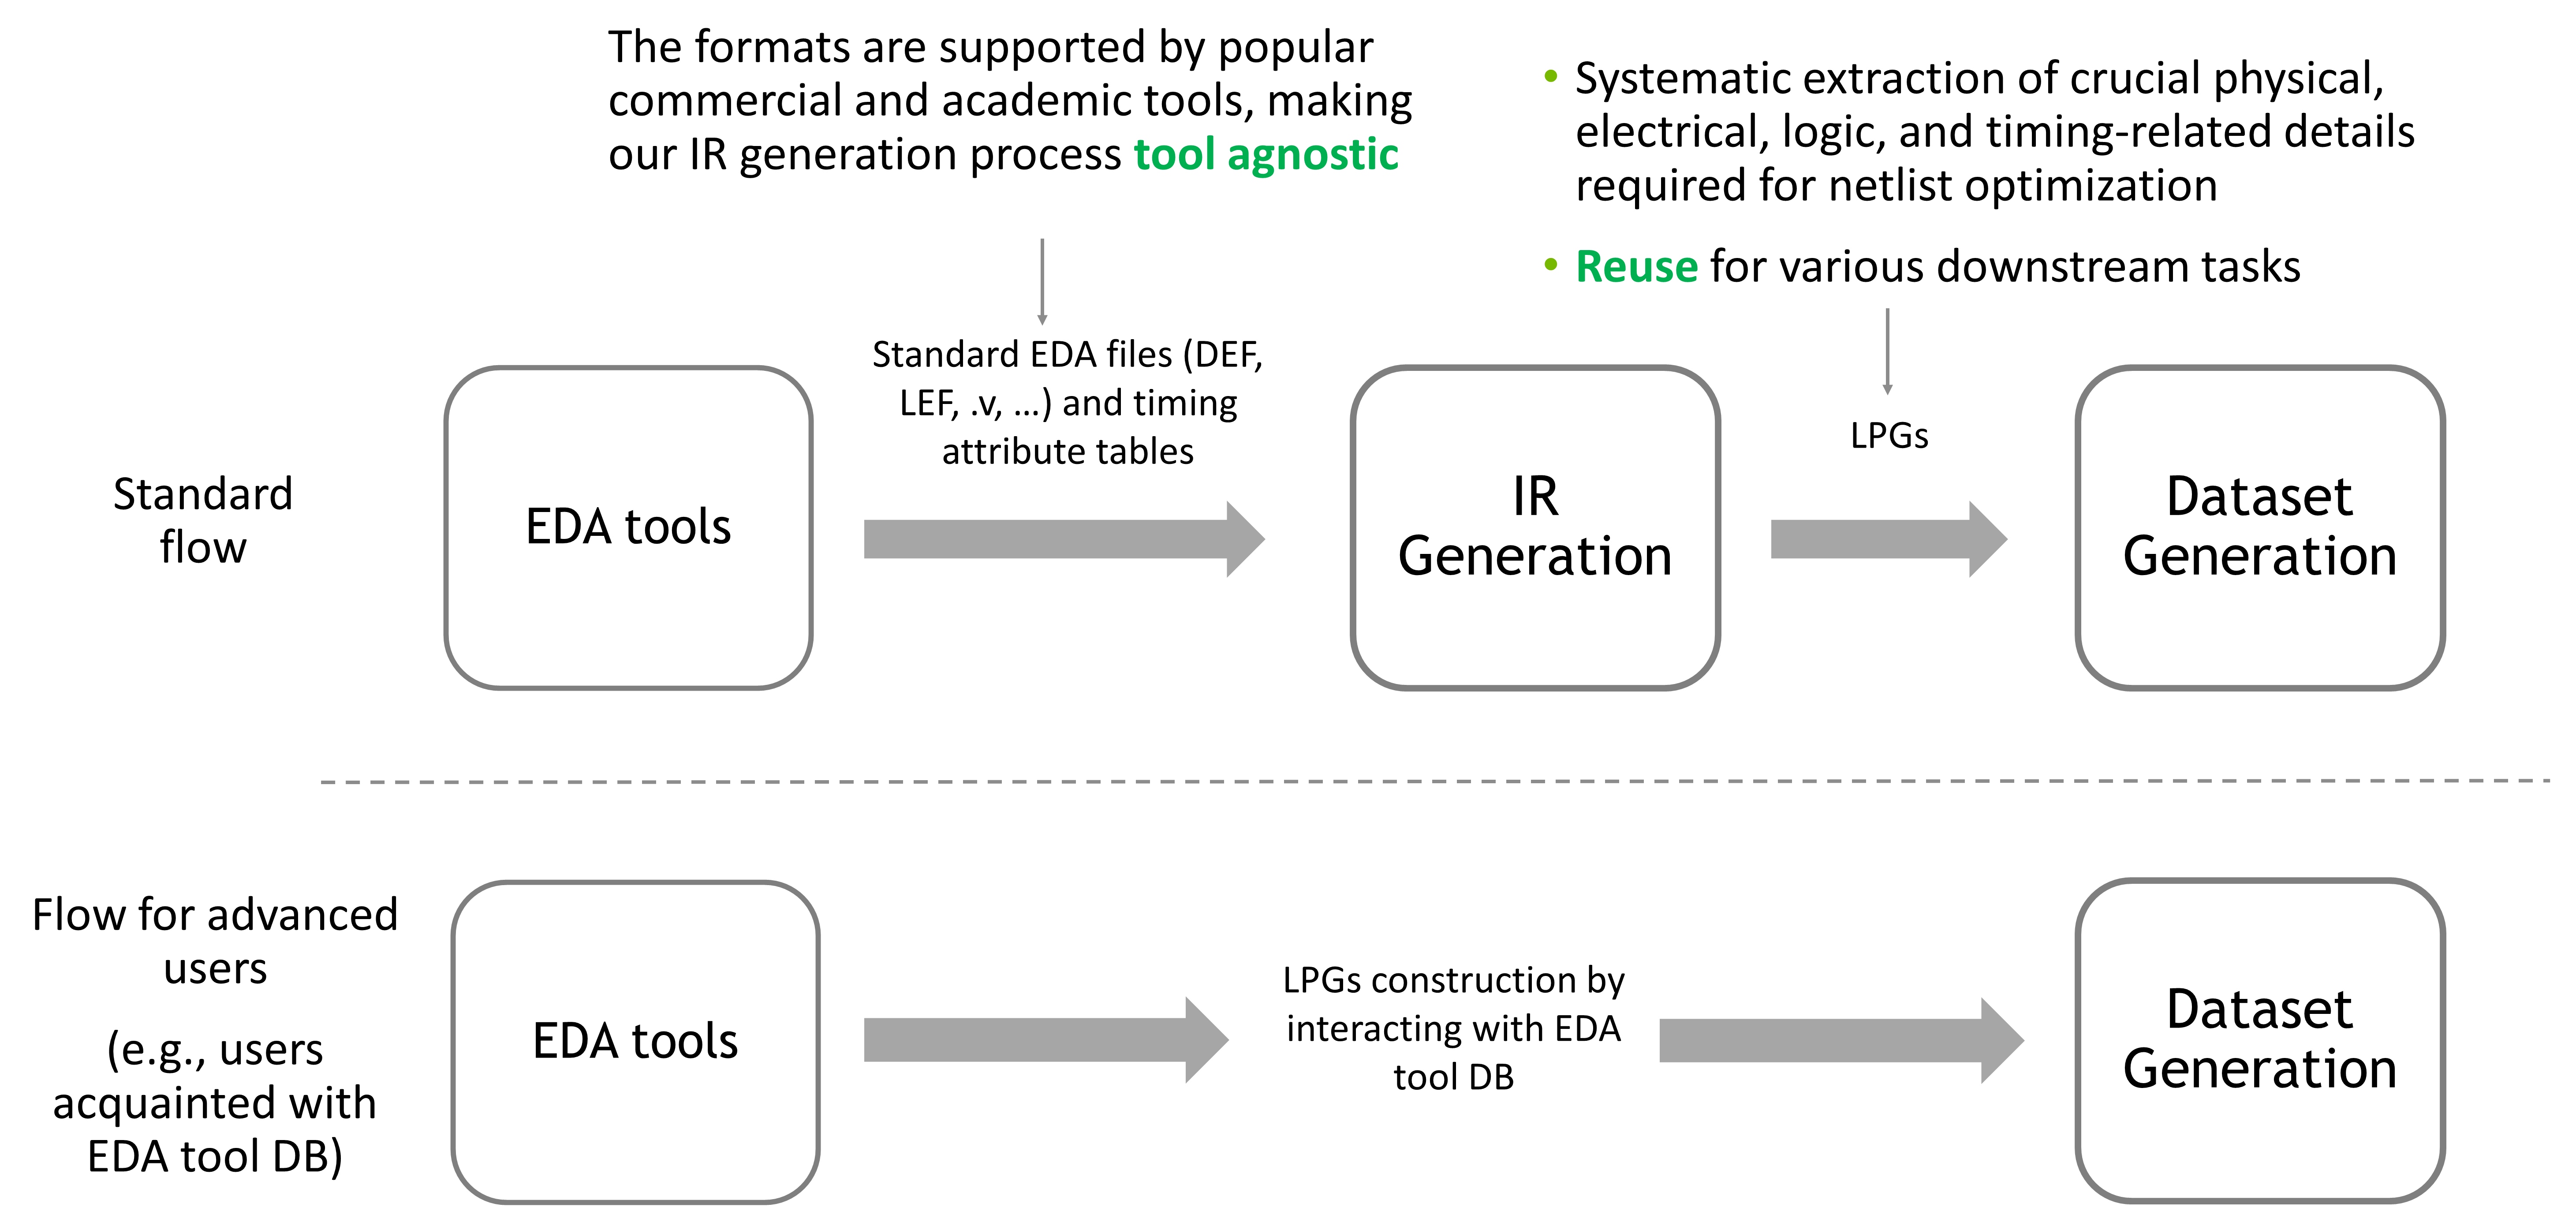 The formats are supported by popular
commercial and academic tools, making
our IR generation process tool agnostic
• Systematic extraction of crucial physical,
electrical, logic, and timing-related details
required for netlist optimization
• Reuse for various downstream tasks
Standard
flow
EDA tools
Standard EDA files (DEF,
LEF, .v, ...) and timing
attribute tables
IR
Generation
LPGs
Dataset
Generation
Flow for advanced
users
(e.g., users
acquainted with
EDA tool DB)
EDA tools
LPGs construction by
interacting with EDA
tool DB
Dataset
Generation